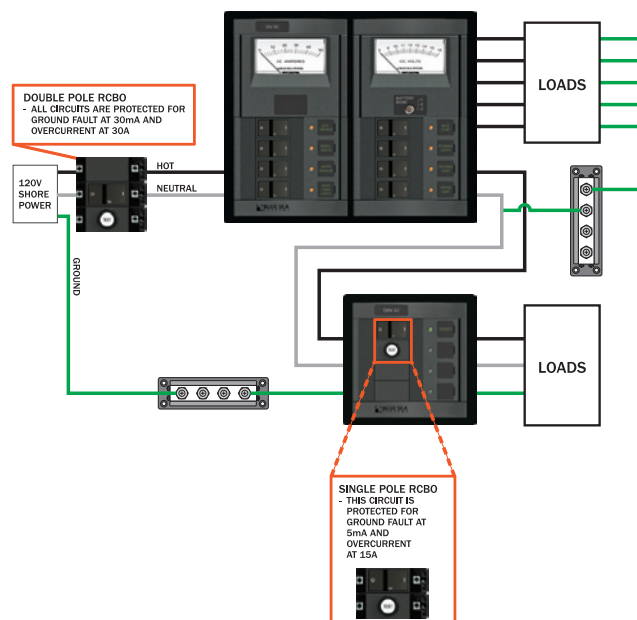 DOUBLE POLE RCBO
- ALL CIRCUITS ARE PROTECTED FOR
GROUND FAULT AT 30mA AND
OVERCURRENT AT 30A
120V
SHORE
POWER
HOT
NEUTRAL
GROUND
DC AMPERES
DC VOLTS
LOADS
LOADS
SINGLE POLE RCBO
- THIS CIRCUIT IS
PROTECTED FOR
GROUND FAULT AT
5mA AND
OVERCURRENT
AT 15A